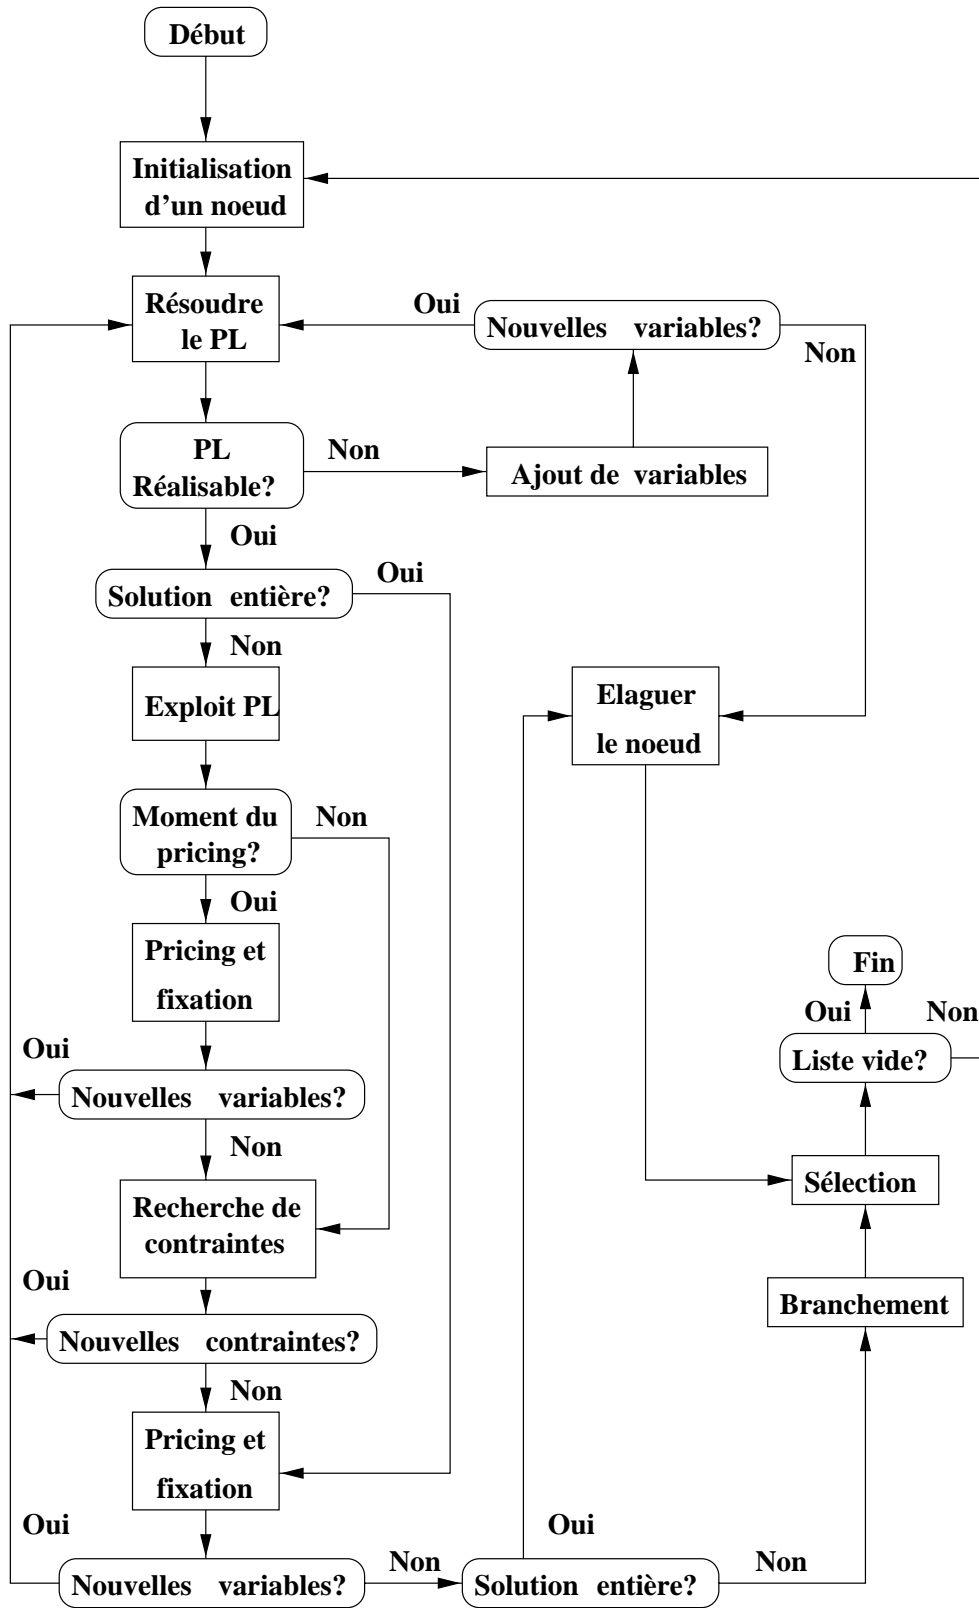 Début
Initialisation
d'un noeud
Résoudre
le PL
Oui
Nouvelles variables?
Non
PL
Réalisable?
Non
Ajout de variables
Oui
Solution entière?
Oui
Non
Exploit PL
Elaguer
le noeud
Moment du
pricing?
Non
Oui
Pricing et
fixation
Fin
Oui
Non
Liste vide?
Oui
Nouvelles variables?
Non
Sélection
Recherche de
contraintes
Oui
Branchement
Nouvelles contraintes?
Non
Pricing et
fixation
Oui
Nouvelles variables?
Non
Oui
Solution entière?
Non